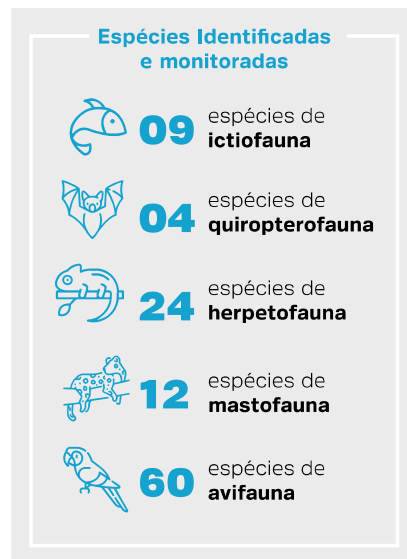 Espécies Identificadas
e monitoradas
09 espécies de
ictiofauna
04 espécies de
quiropterofauna
24 espécies de
herpetofauna
12 espécies de
mastofauna
60 espécies de
avifauna